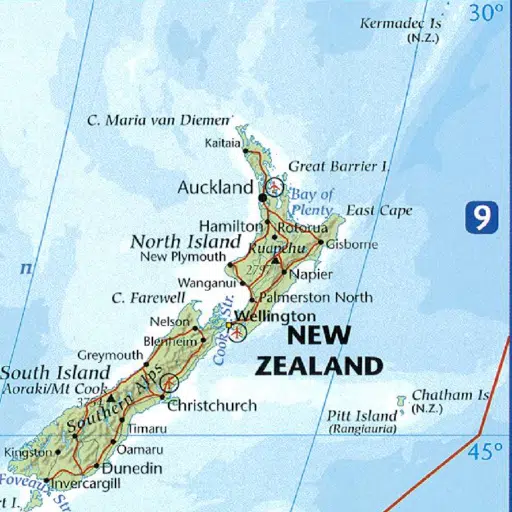 Kermadec Is
(N.Z.)
30°
C. Maria van Diemen
Kaitaia
Great Barrier I.
Auckland
Bay of
Plenty
East Cape
9
Hamilton
Rotorua
North Island
Ruapehu
Gisborne
New Plymouth
2797
n
Napier
Wanganui
C. Farewell
Palmerston North
Nelson
Cook Str.
Wellington
Blenheim
NEW
ZEALAND
Greymouth
South Island
Aoraki/Mt Cook
Southern Alps
Christchurch
Chatham Is
(N.Z.)
Pitt Island
(Rangiauria)
Timaru
Oamaru
45°
Kingston
Dunedin
Invercargill
Foveaux Str